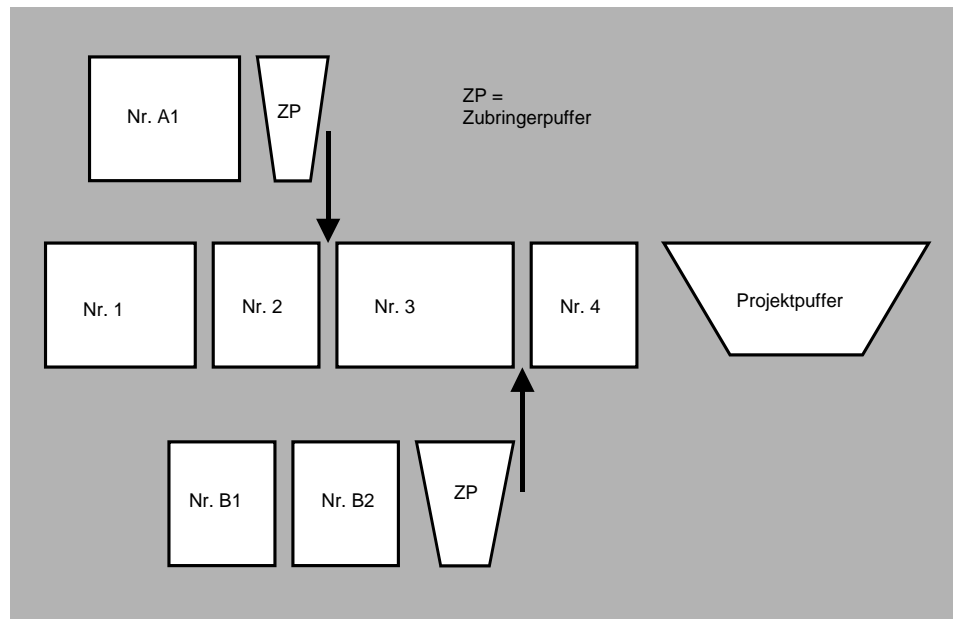 Nr. A1
ZP
ZP =
Zubringerpuffer
Nr. 1
Nr. 2
Nr. 3
Nr. 4
Projektpuffer
Nr. B1
Nr. B2
ZP